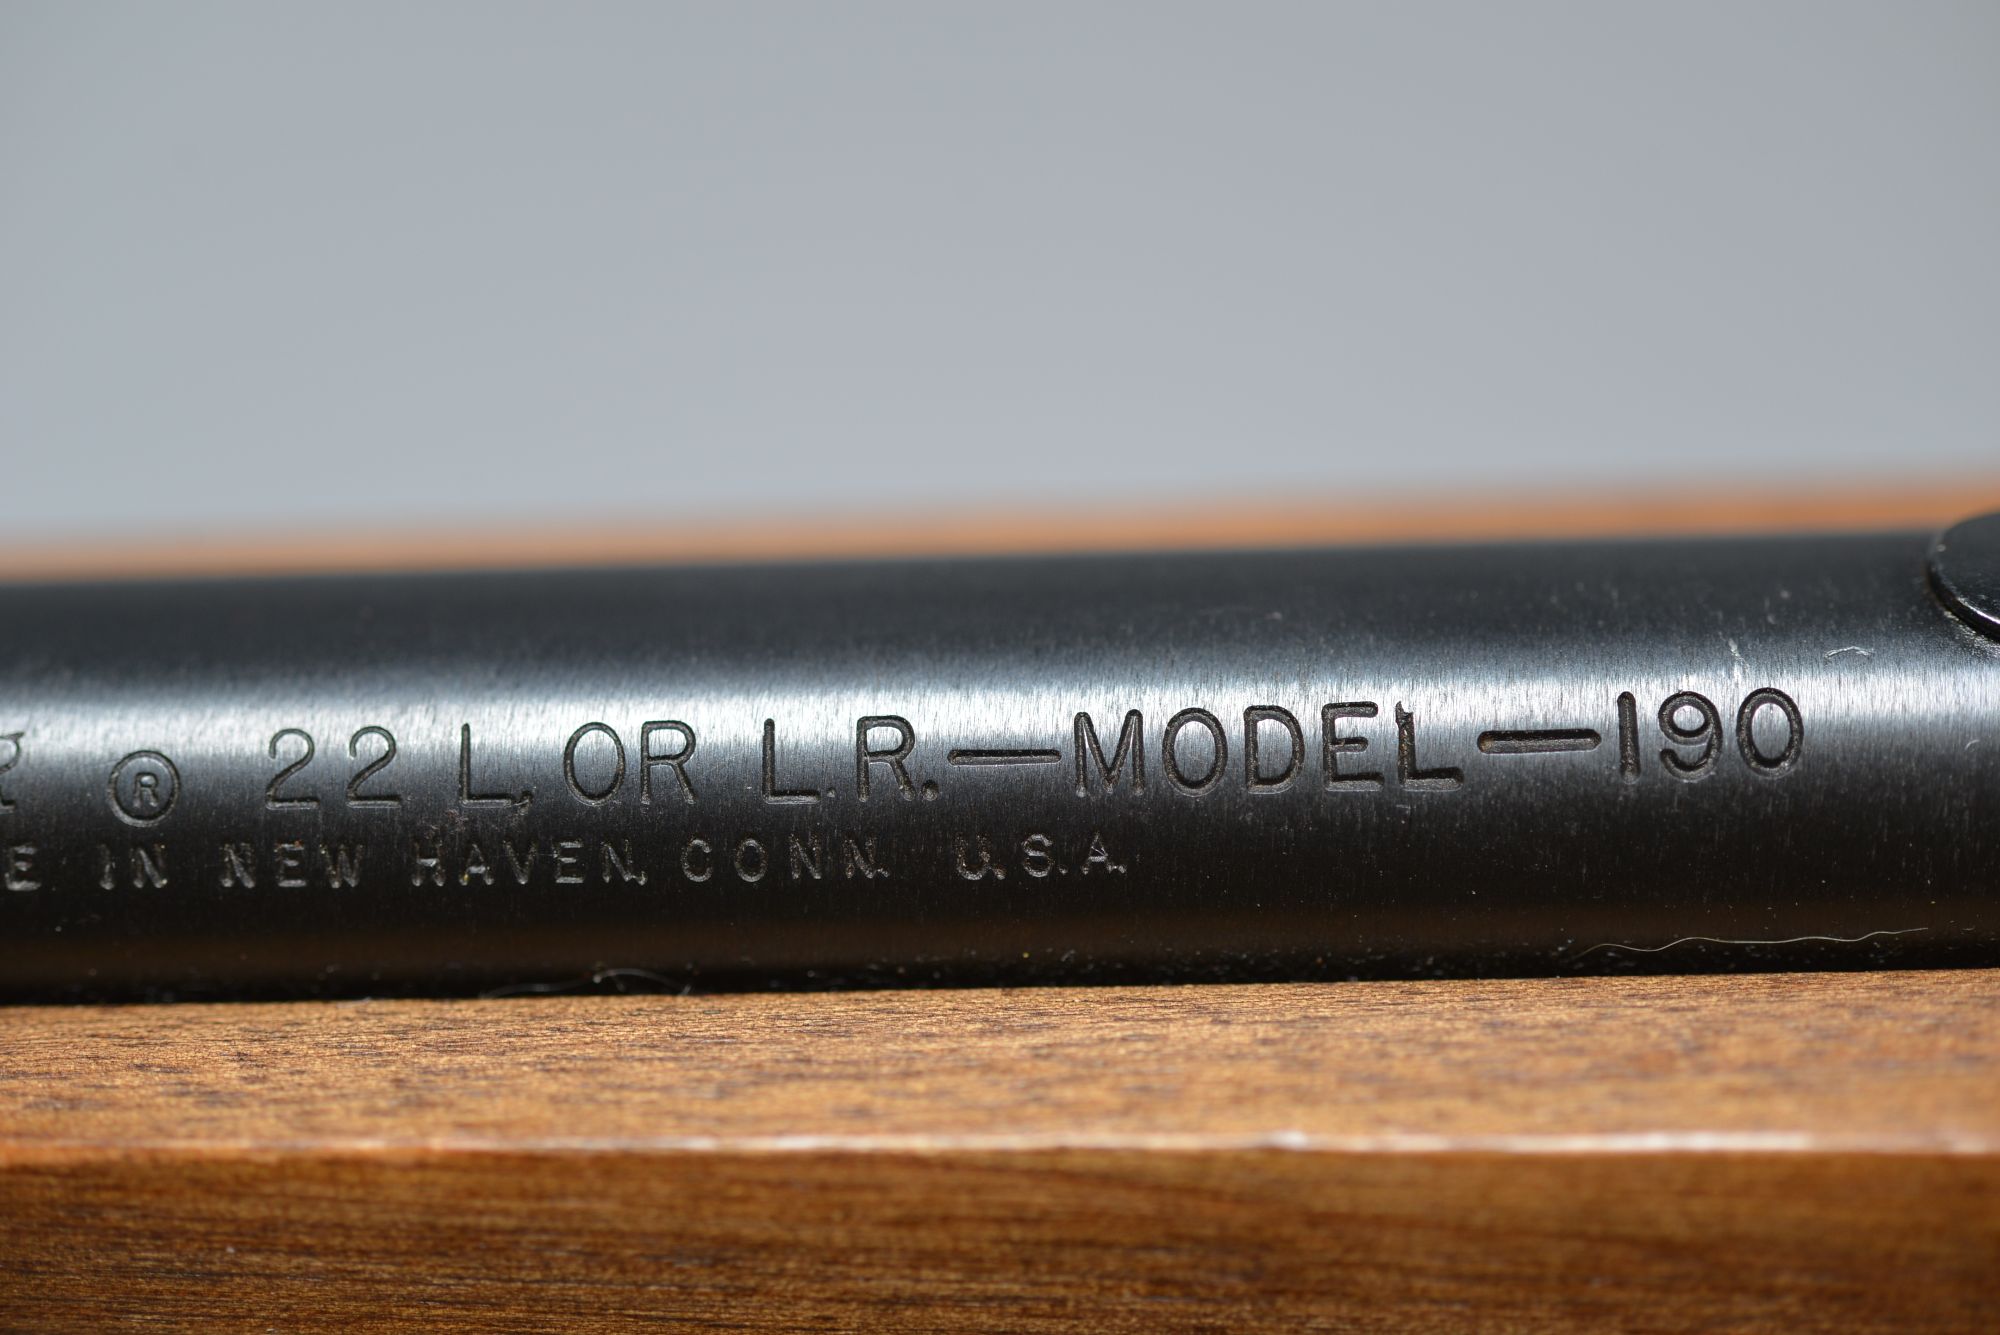 R ® 22 L. OR L.R.—MODEL—190
E IN NEW HAVEN, CONN. U.S.A.